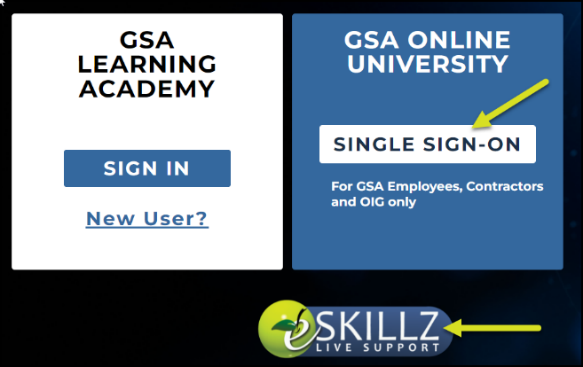 GSA
LEARNING
ACADEMY
SIGN IN
New User?
GSA ONLINE
UNIVERSITY
SINGLE SIGN-ON
For GSA Employees, Contractors
and OIG only
eSKILLZ
LIVE SUPPORT